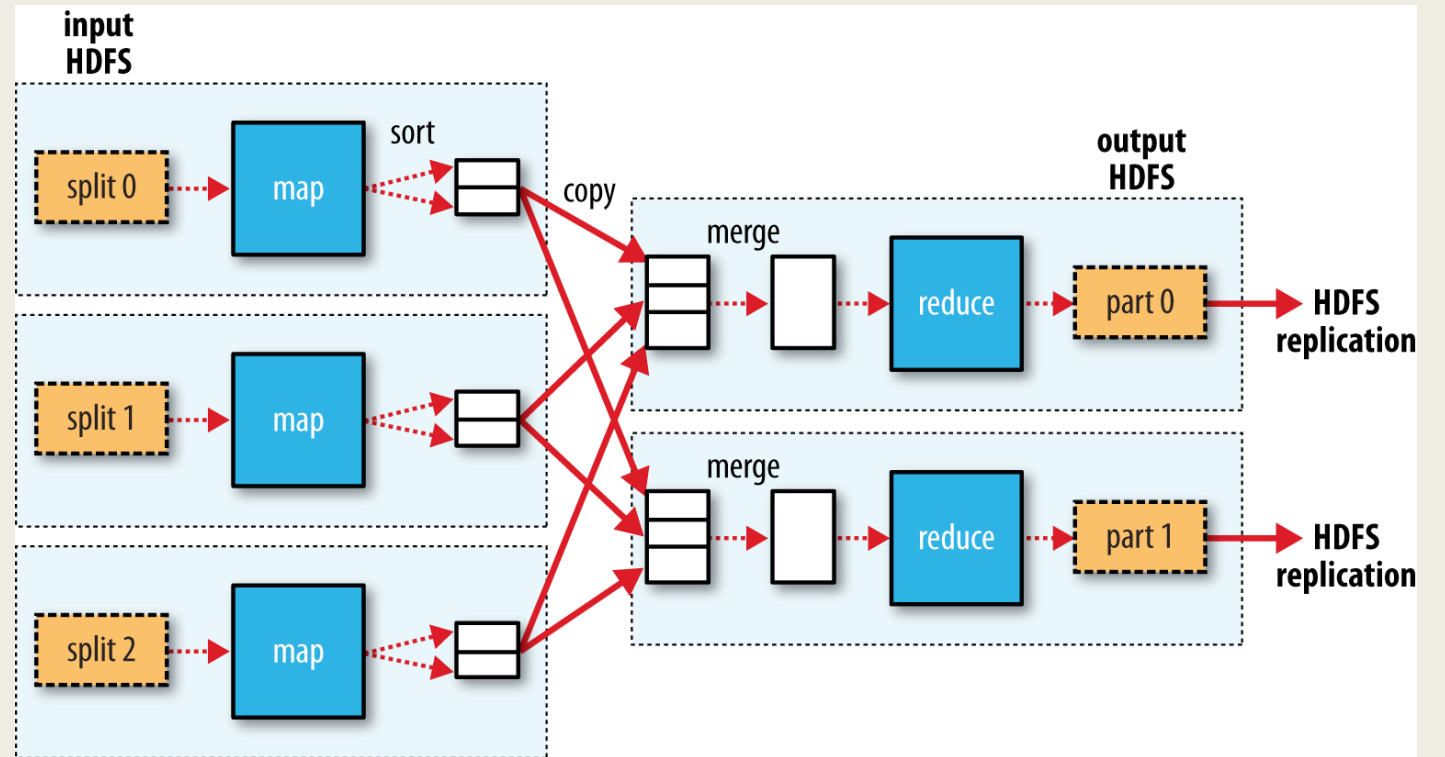 input
HDFS
split 0
map
sort
copy
split 1
map
split 2
map
output
HDFS
merge
reduce
part 0
HDFS
replication
merge
reduce
part 1
HDFS
replication